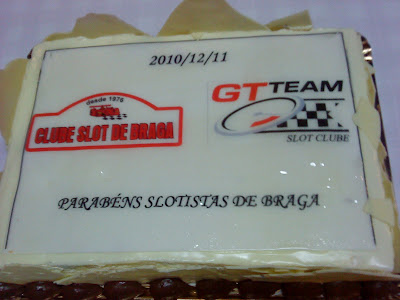 2010/12/11
desde 1978
CLUBE SLOT DE BRAGA
GT TEAM
SLOT CLUBE
PARABÉNS SLOTISTAS DE BRAGA